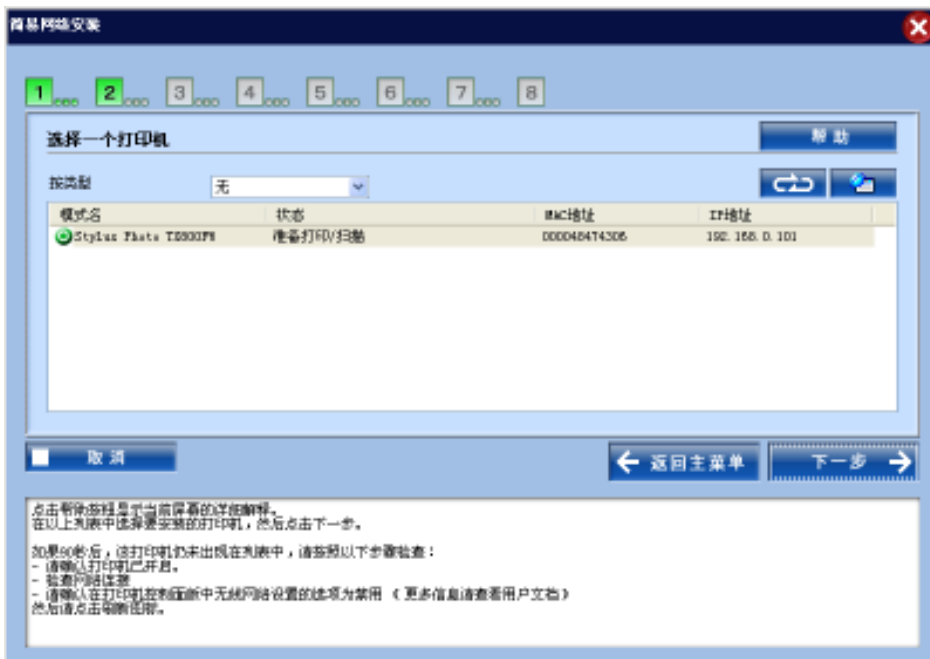 简易网络安装
1 2 3 4 5 6 7 8
选择一个打印机
帮助
按类型 无
模式名 状态 MAC地址 IP地址
Stylus Photo 准备打印/扫描 000048474306 192.168.0.101
取消 返回主菜单 下一步
点击帮助按钮显示当前屏幕的详细解释。
在以上列表中选择要安装的打印机，然后点击下一步。
如果90秒后，该打印机仍未出现在列表中，请按照以下步骤检查：
- 请确认打印机已开启。
- 检查网络连接
- 请确认在打印机控制面板中无线网络设置的选项为禁用（更多信息请查看用户文档）
然后请点击刷新图标。